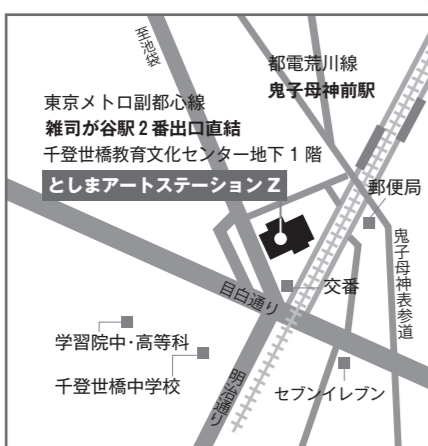 至池袋
都電荒川線
鬼子母神前駅
東京メトロ副都心線
雑司が谷駅 2 番出口直結
千登世橋教育文化センター地下 1 階
としまアートステーション Z
郵便局
鬼子母神表参道
交番
目白通り
学習院中・高等科
千登世橋中学校
明治通り
セブンイレブン